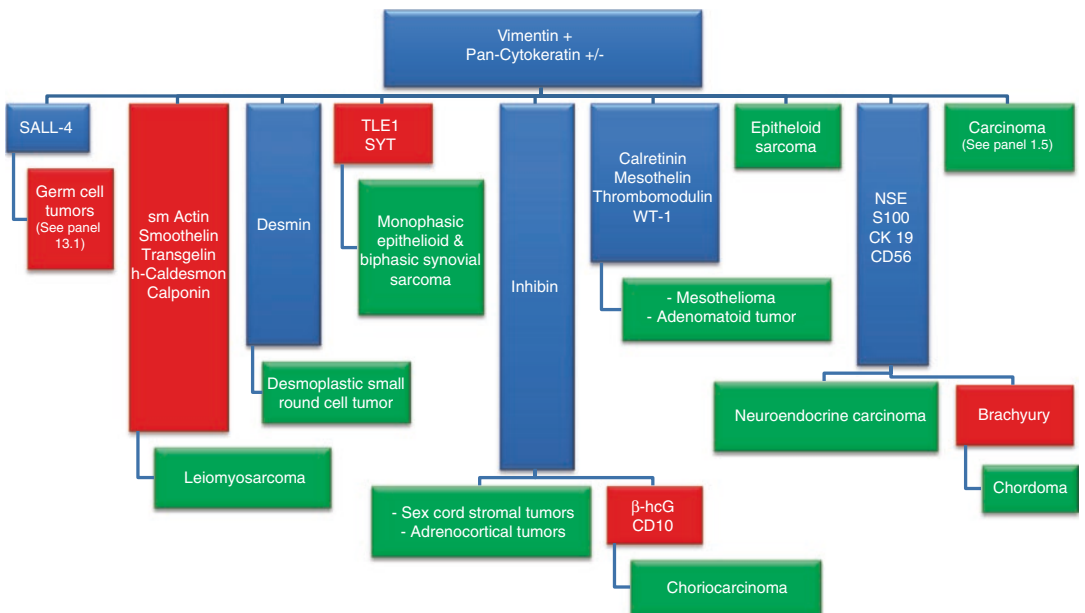 Vimentin +
Pan-Cytokeratin +/-
SALL-4
Germ cell
tumors
(See panel
13.1)
sm Actin
Smoothelin
Transgelin
h-Caldesmon
Calponin
Leiomyosarcoma
Desmin
Desmoplastic small
round cell tumor
TLE1
SYT
Monophasic
epithelioid &
biphasic synovial
sarcoma
Inhibin
- Sex cord stromal tumors
- Adrenocortical tumors
β-hcG
CD10
Choriocarcinoma
Calretinin
Mesothelin
Thrombomodulin
WT-1
- Mesothelioma
- Adenomatoid tumor
Epitheloid
sarcoma
NSE
S100
CK 19
CD56
Neuroendocrine carcinoma
Brachyury
Chordoma
Carcinoma
(See panel 1.5)